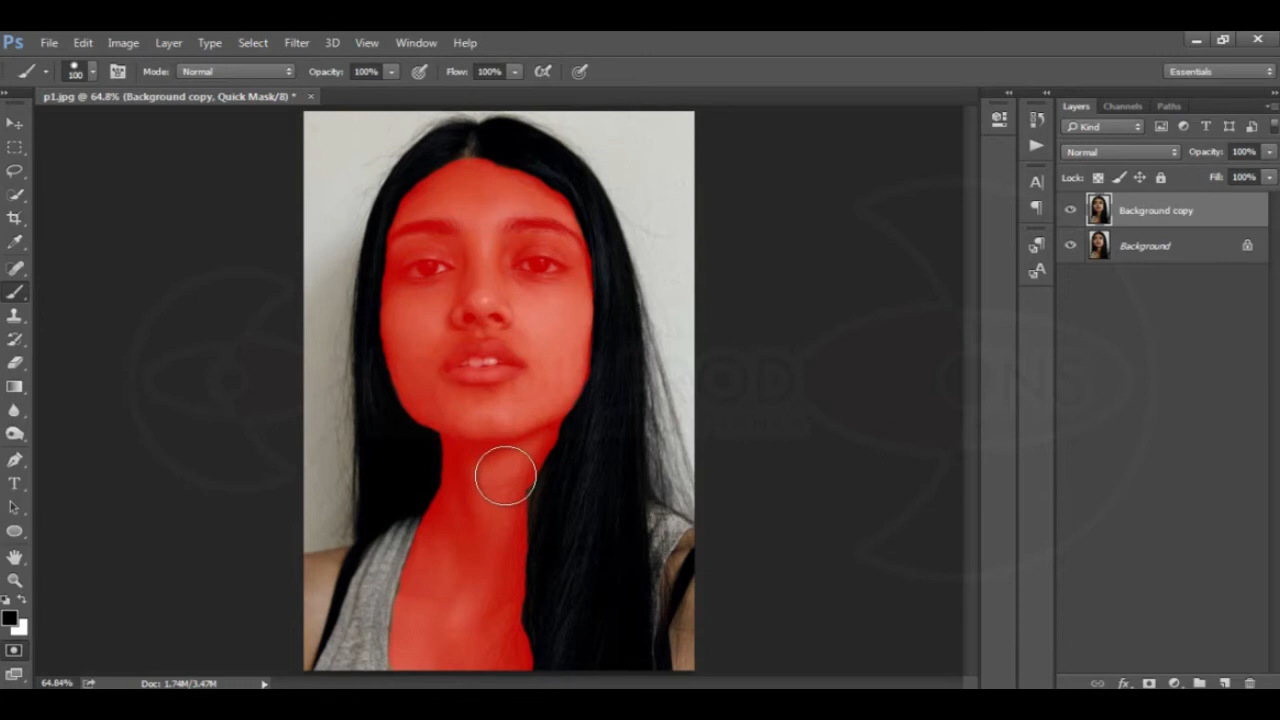 Ps File Edit Image Layer Type Select Filter 3D View Window Help
100 Mode: Normal Opacity: 100% Flow: 100% Essentials
p1.jpg @ 64.8% (Background copy, Quick Mask/8) * ×
Layers Channels Paths
Kind
Normal Opacity: 100%
Lock: Fill: 100%
Background copy
Background
64.84% Doc: 1.74M/3.47M